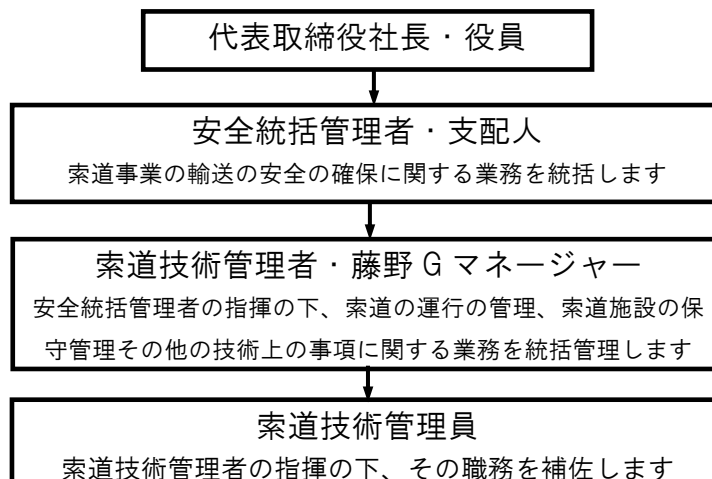 代表取締役社長・役員
安全統括管理者・支配人
索道事業の輸送の安全の確保に関する業務を統括します
索道技術管理者・藤野Gマネージャー
安全統括管理者の指揮の下、索道の運行の管理、索道施設の保
守管理その他の技術上の事項に関する業務を統括管理します
索道技術管理員
索道技術管理者の指揮の下、その職務を補佐します